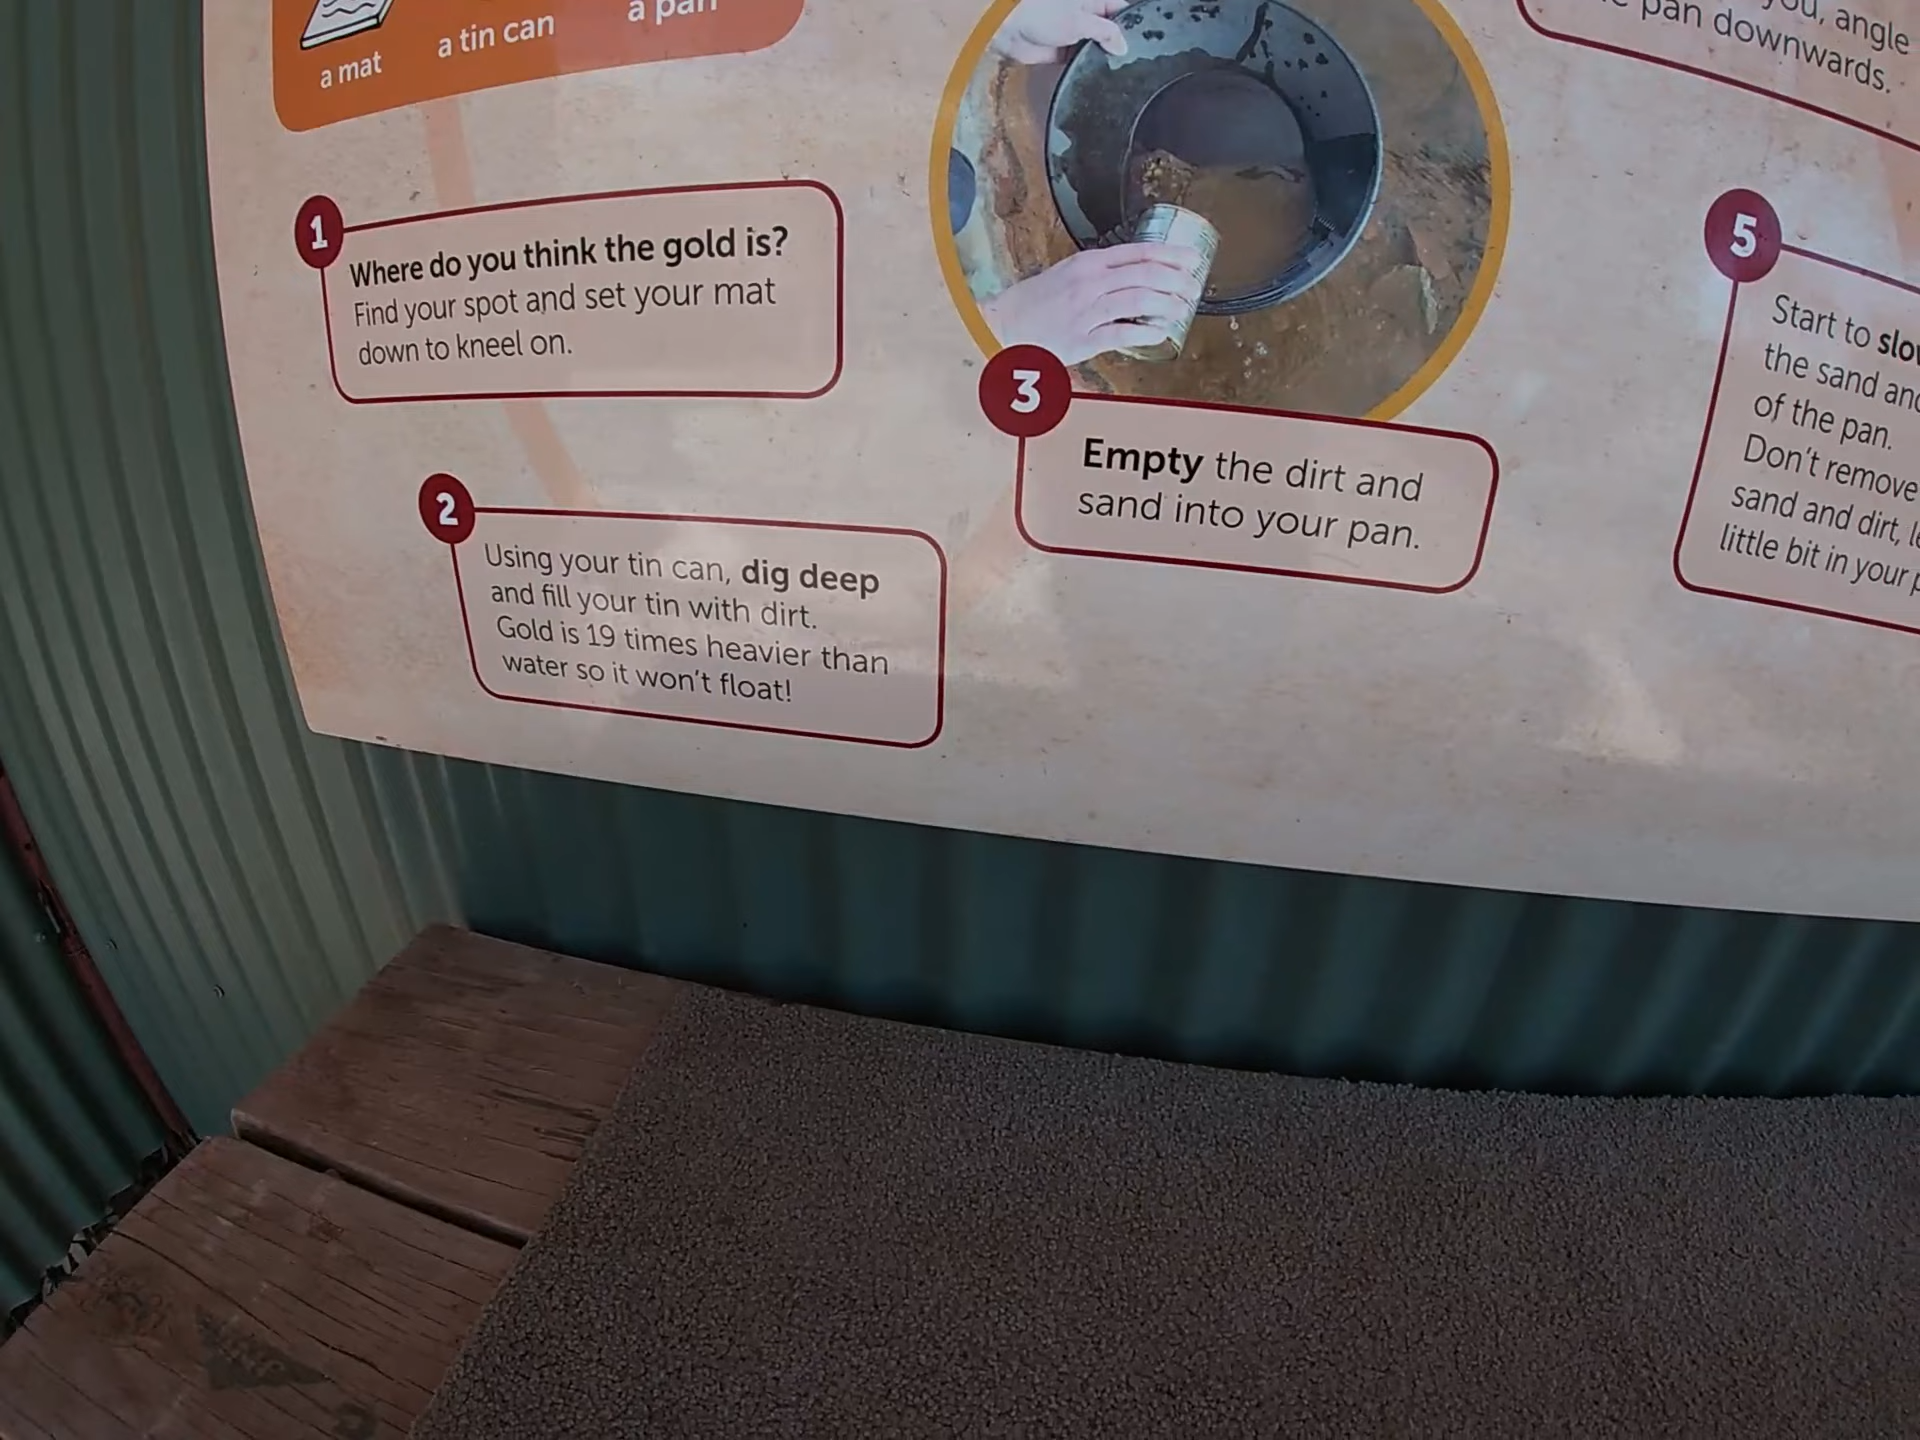 a mat
a tin can
a pan
1
Where do you think the gold is?
Find your spot and set your mat
down to kneel on.
2
Using your tin can, dig deep
and fill your tin with dirt.
Gold is 19 times heavier than
water so it won't float!
3
Empty the dirt and
sand into your pan.
you, angle
pan downwards.
5
Start to
the sand
of the pan.
Don't remove
sand and dirt,
little bit in your